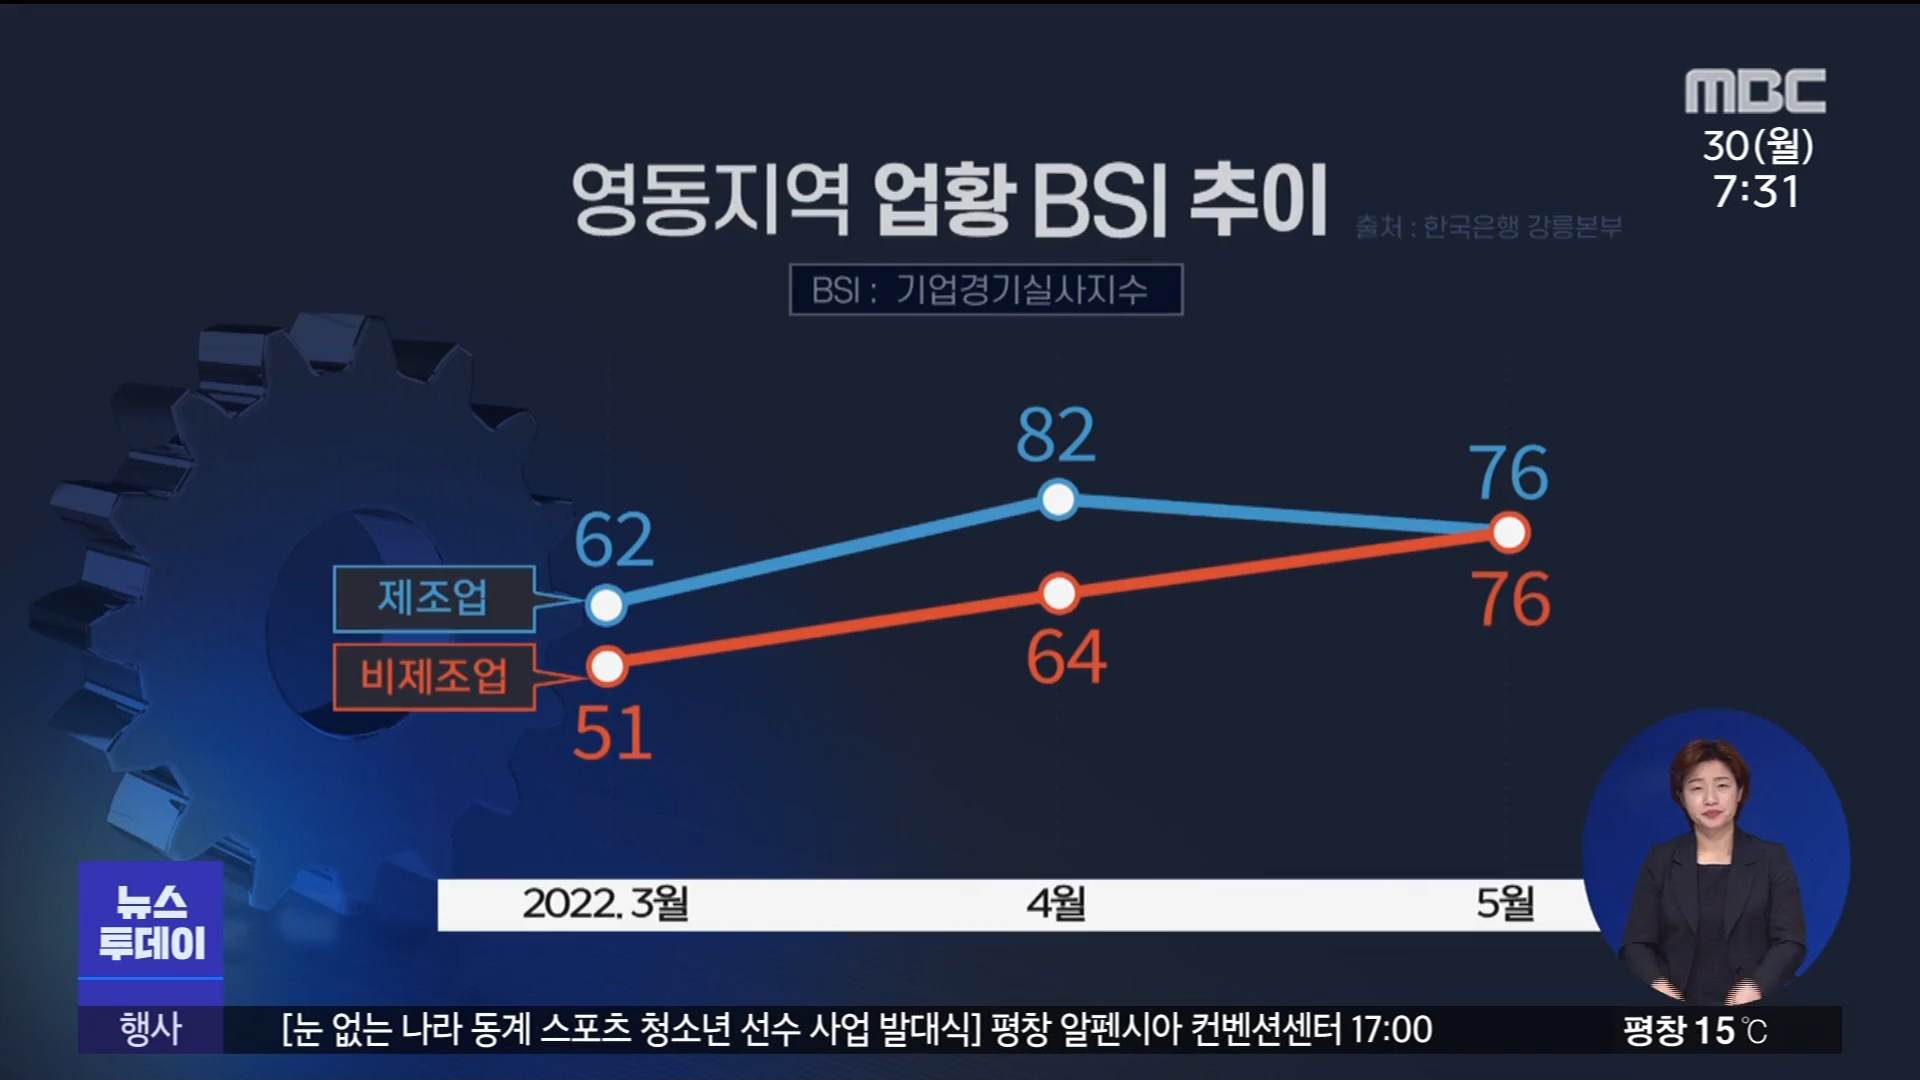 MBC
30(월)
7:31
영동지역 업황 BSI 추이
출처 : 한국은행 강릉본부
BSI : 기업경기실사지수
82
76
62
제조업
비제조업
64
76
51
2022. 3월 4월 5월
뉴스
투데이
행사 [눈 없는 나라 동계 스포츠 청소년 선수 사업 발대식] 평창 알펜시아 컨벤션센터 17:00 평창 15℃